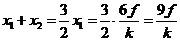 x₁ + x₂ = 3/2 x₁ = 3/2 · 6f/k = 9f/k